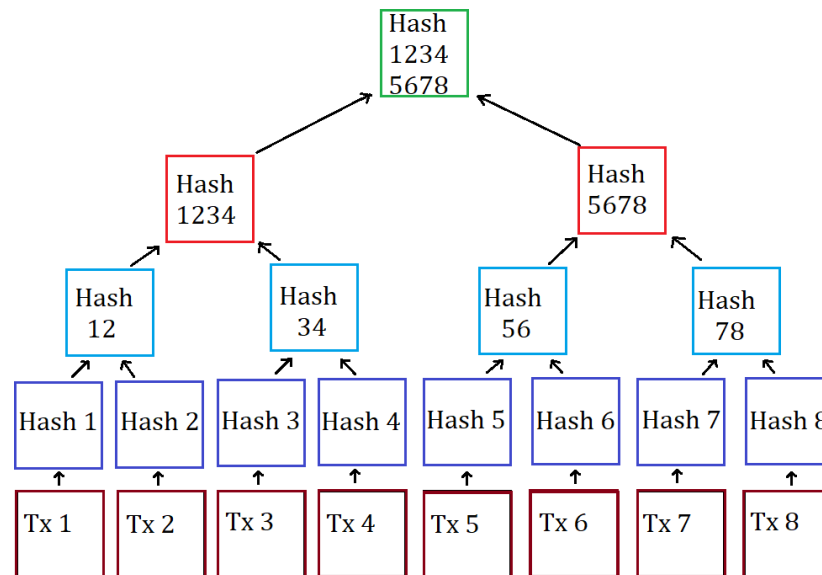 Hash
1234
5678
Hash
1234
Hash
5678
Hash
12
Hash
34
Hash
56
Hash
78
Hash 1
Hash 2
Hash 3
Hash 4
Hash 5
Hash 6
Hash 7
Hash 8
Tx 1
Tx 2
Tx 3
Tx 4
Tx 5
Tx 6
Tx 7
Tx 8